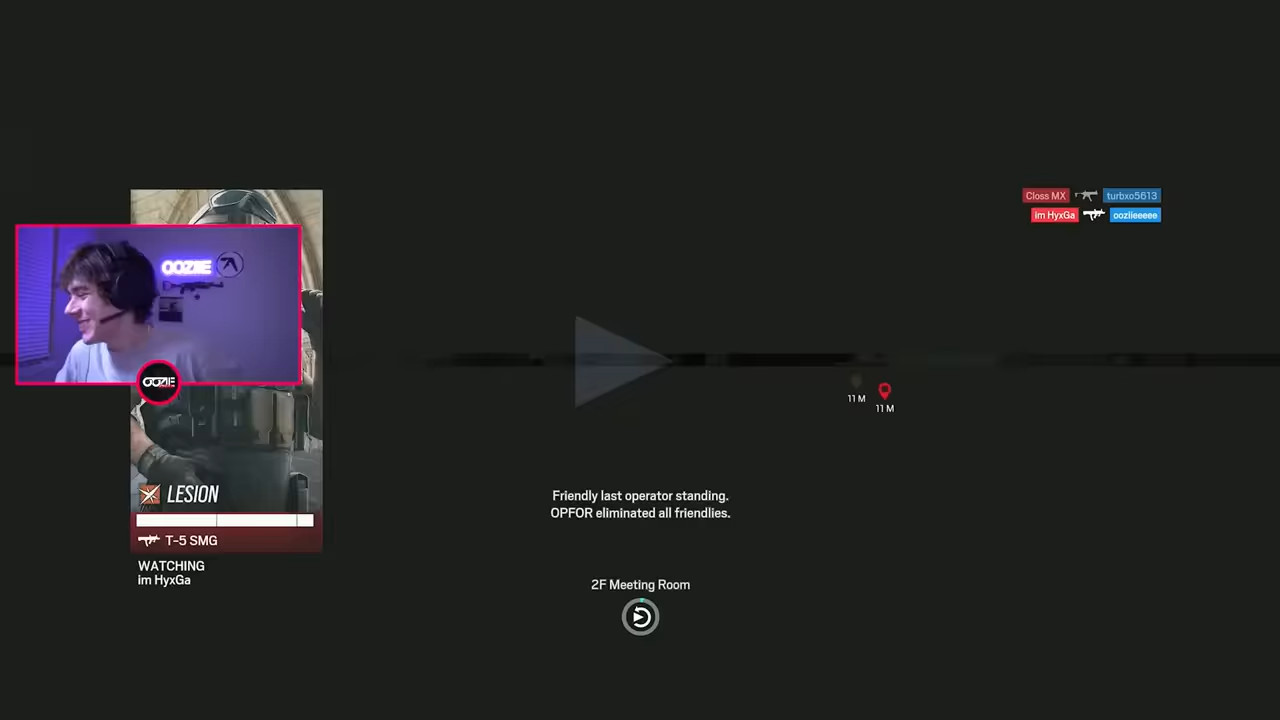 Closs MX turbxo5613
im HyxGa ooziieeeee
OOZIIE
OOZIE
11 M
11 M
LESION
T-5 SMG
WATCHING
im HyxGa
Friendly last operator standing.
OPFOR eliminated all friendlies.
2F Meeting Room